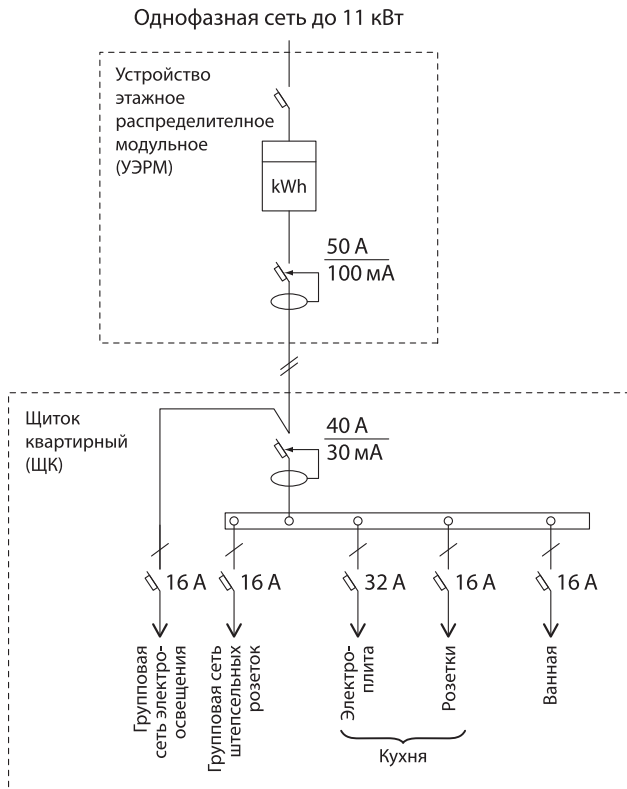 Однофазная сеть до 11 кВт
Устройство
этажное
распределителное
модульное
(УЭРМ)
kWh
50 А
100 мА
Щиток
квартирный
(ЩК)
40 А
30 мА
16 А
16 А
32 А
16 А
16 А
Групповая
сеть электро-
освещения
Групповая сеть
штепсельных
розеток
Электро-
плита
Розетки
Ванная
Кухня